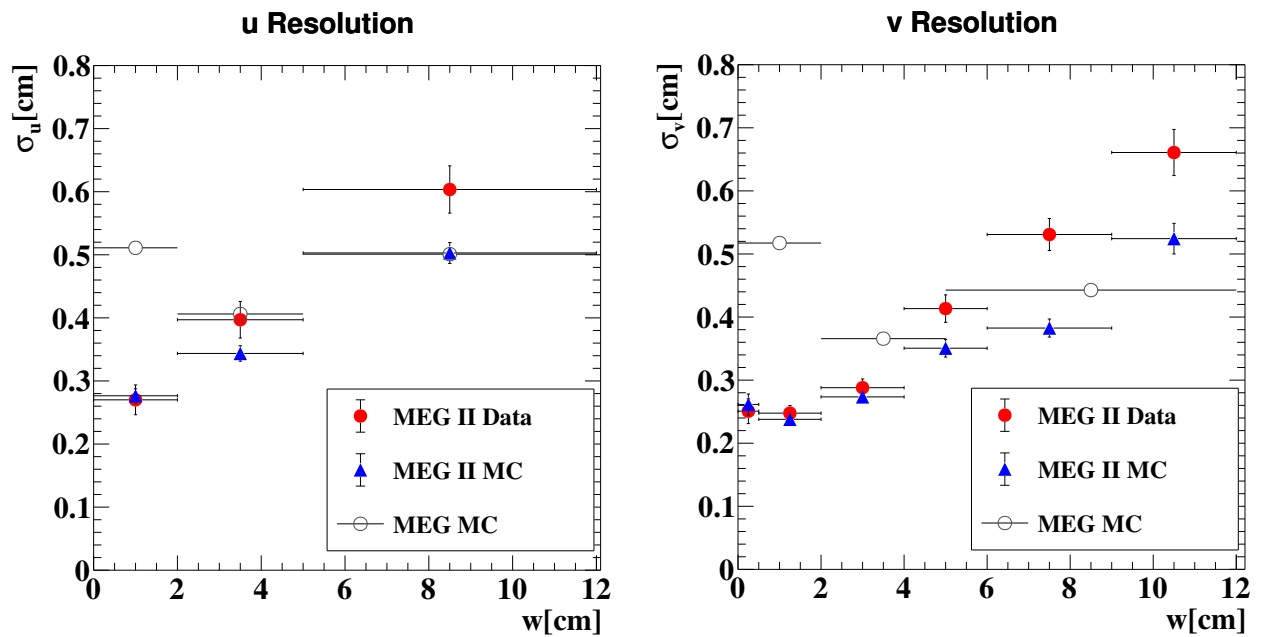 u Resolution
σu[cm]
0.8
0.7
0.6
0.5
0.4
0.3
0.2
0.1
0
MEG II Data
MEG II MC
MEG MC
0 2 4 6 8 10 12
w[cm]
v Resolution
σv[cm]
0.8
0.7
0.6
0.5
0.4
0.3
0.2
0.1
0
MEG II Data
MEG II MC
MEG MC
0 2 4 6 8 10 12
w[cm]